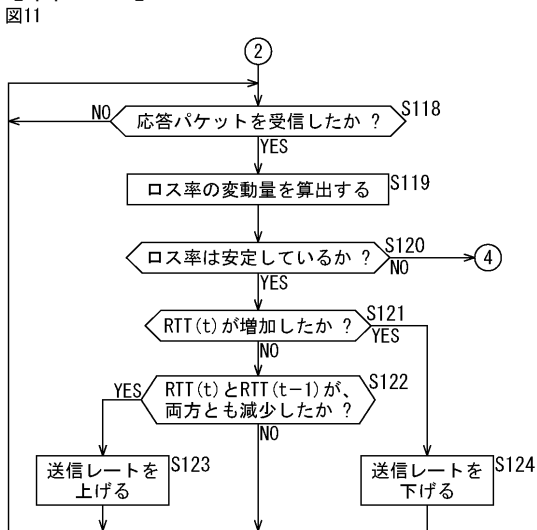 図11
2
応答パケットを受信したか ?
S118
NO
YES
ロス率の変動量を算出する
S119
ロス率は安定しているか ?
S120
NO
4
YES
RTT(t)が増加したか ?
S121
YES
NO
RTT(t)とRTT(t-1)が、
両方とも減少したか ?
S122
YES
NO
送信レートを
上げる
S123
送信レートを
下げる
S124